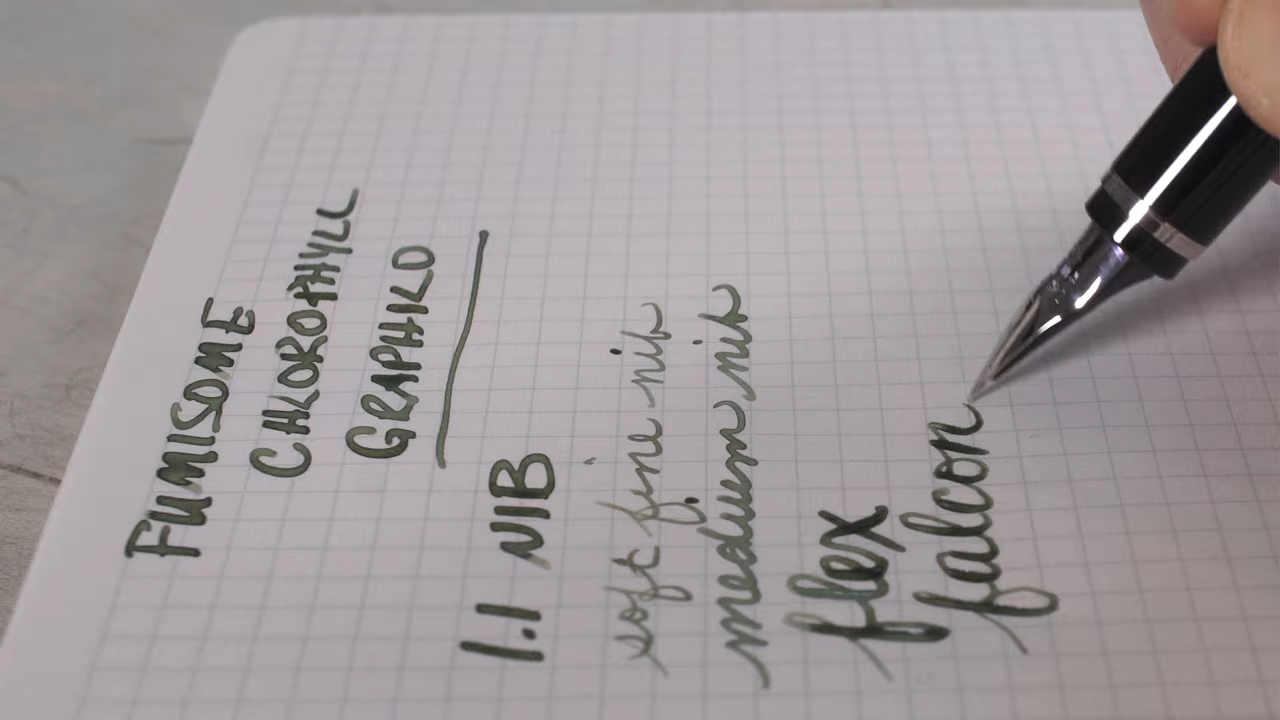 FUMISOME
CHLOROPHYLL
GRAPHILO
1.1 NIB
soft fine nib
medium nib
flex
falcon